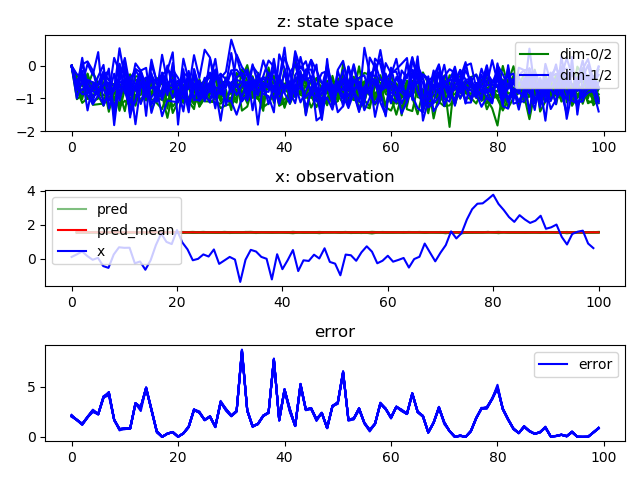 z: state space
0
−1
−2
dim-0/2
dim-1/2
0 20 40 60 80 100
x: observation
4
2
0
pred
pred_mean
x
0 20 40 60 80 100
error
5
0
error
0 20 40 60 80 100